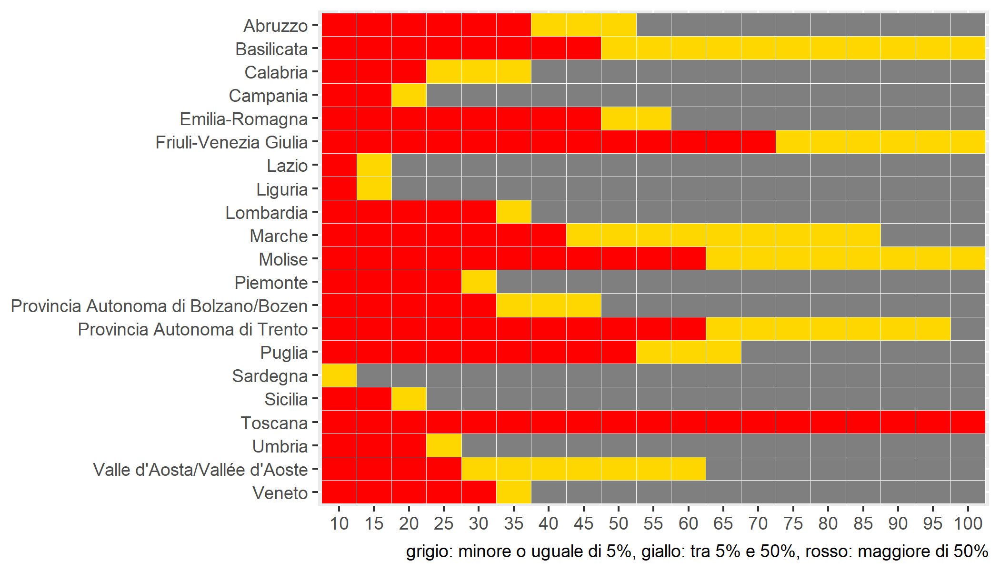 Abruzzo
Basilicata
Calabria
Campania
Emilia-Romagna
Friuli-Venezia Giulia
Lazio
Liguria
Lombardia
Marche
Molise
Piemonte
Provincia Autonoma di Bolzano/Bozen
Provincia Autonoma di Trento
Puglia
Sardegna
Sicilia
Toscana
Umbria
Valle d'Aosta/Vallée d'Aoste
Veneto
10 15 20 25 30 35 40 45 50 55 60 65 70 75 80 85 90 95 100
grigio: minore o uguale di 5%, giallo: tra 5% e 50%, rosso: maggiore di 50%